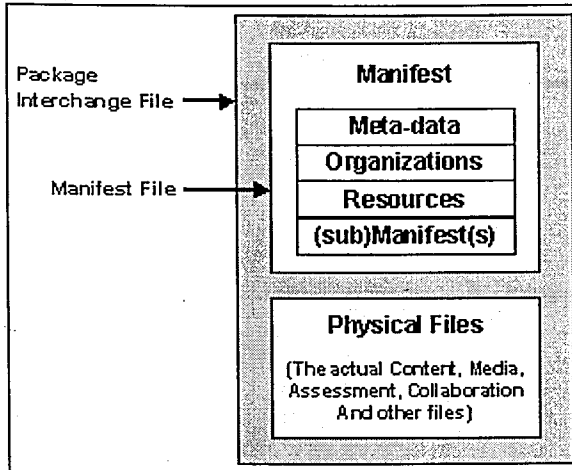 Package
Interchange File
Manifest File
Manifest
Meta-data
Organizations
Resources
(sub)Manifest(s)
Physical Files
(The actual Content, Media,
Assessment, Collaboration
And other files)